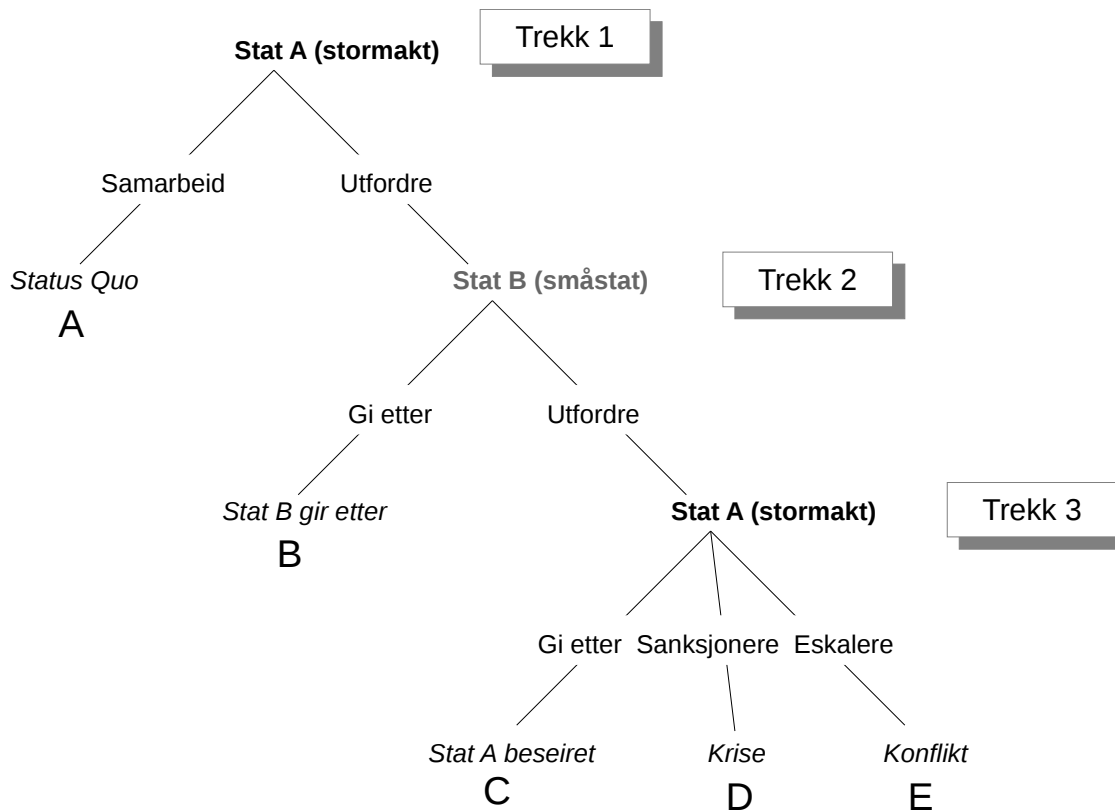 Stat A (stormakt)
Trekk 1
Samarbeid
Utfordre
Status Quo
A
Stat B (småstat)
Trekk 2
Gi etter
Utfordre
Stat B gir etter
B
Stat A (stormakt)
Trekk 3
Gi etter
Sanksjonere
Eskalere
Stat A beseiret
C
Krise
D
Konflikt
E